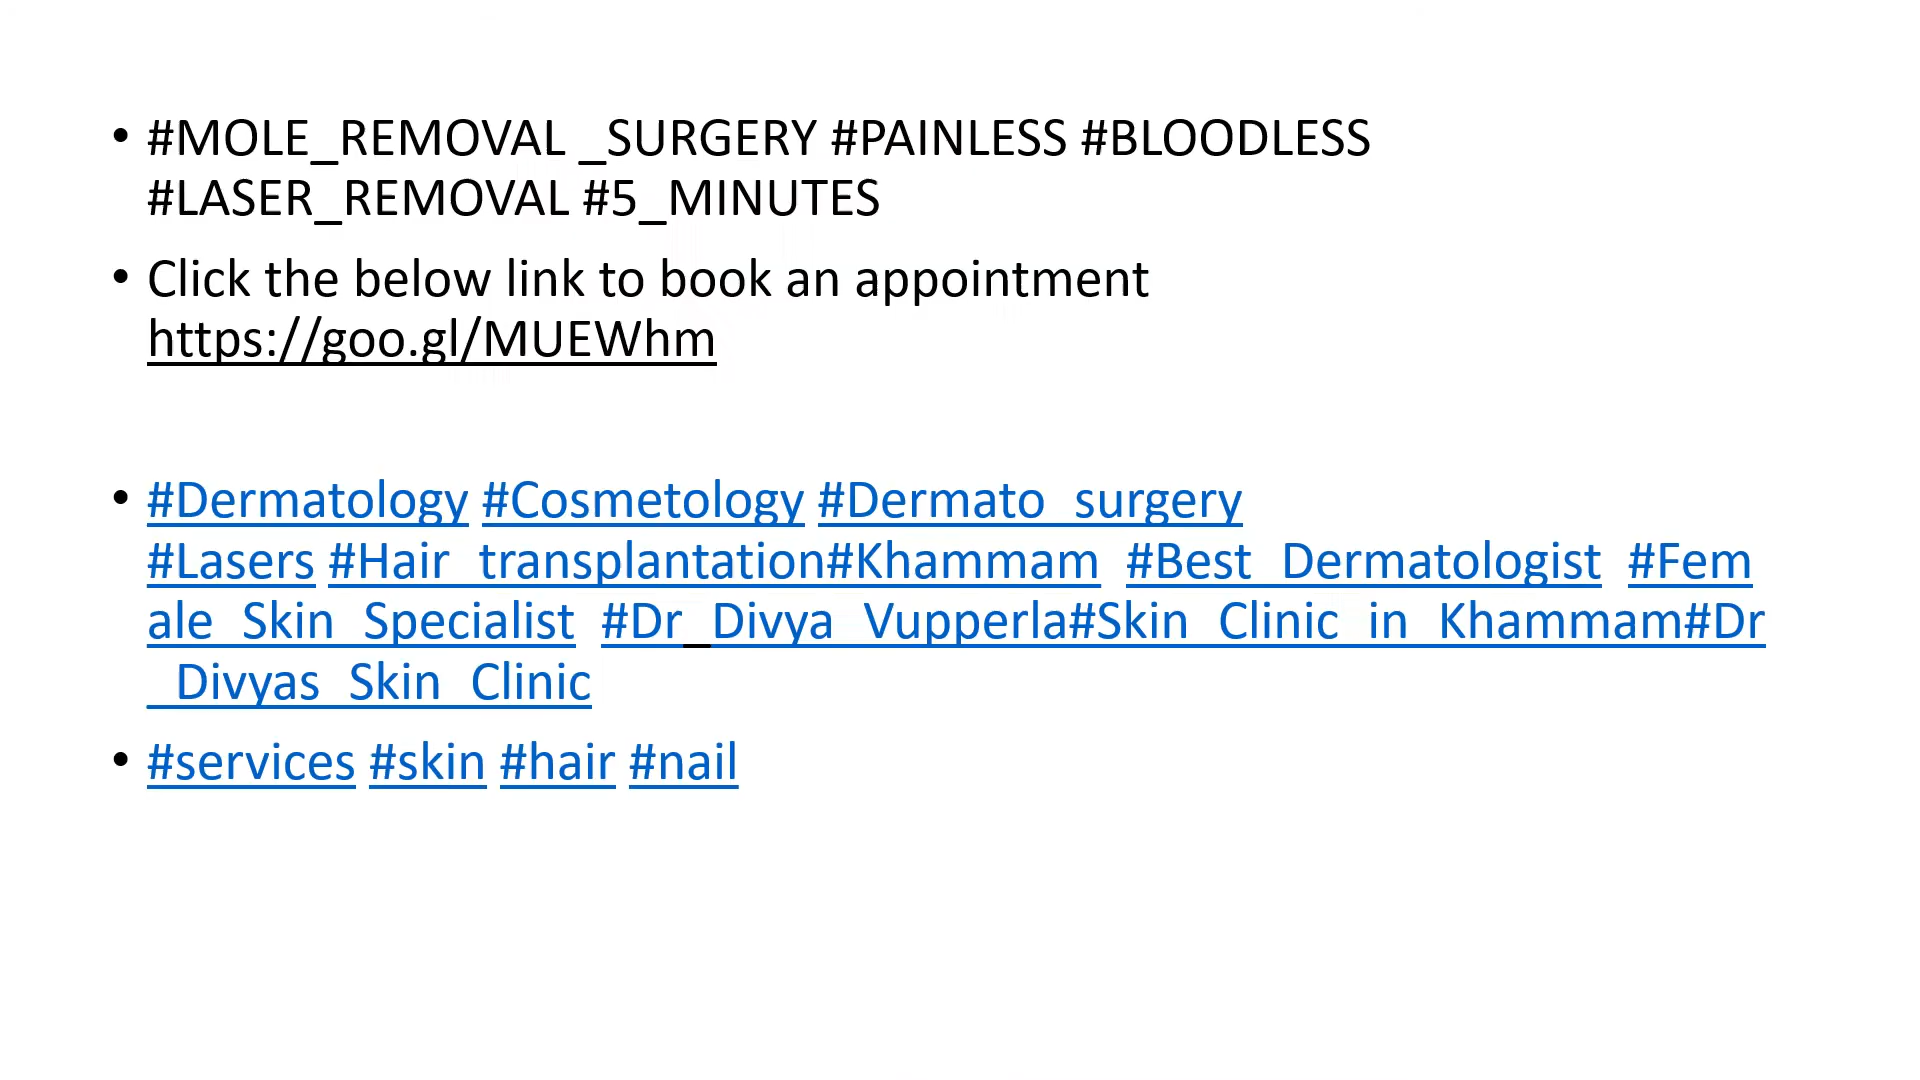 • #MOLE_REMOVAL _SURGERY #PAINLESS #BLOODLESS
#LASER_REMOVAL #5_MINUTES
• Click the below link to book an appointment
https://goo.gl/MUEWhm
• #Dermatology #Cosmetology #Dermato_surgery
#Lasers #Hair_transplantation#Khammam #Best_Dermatologist #Fem
ale_Skin_Specialist #Dr_Divya_Vupperla#Skin_Clinic_in_Khammam#Dr
_Divyas_Skin_Clinic
• #services #skin #hair #nail